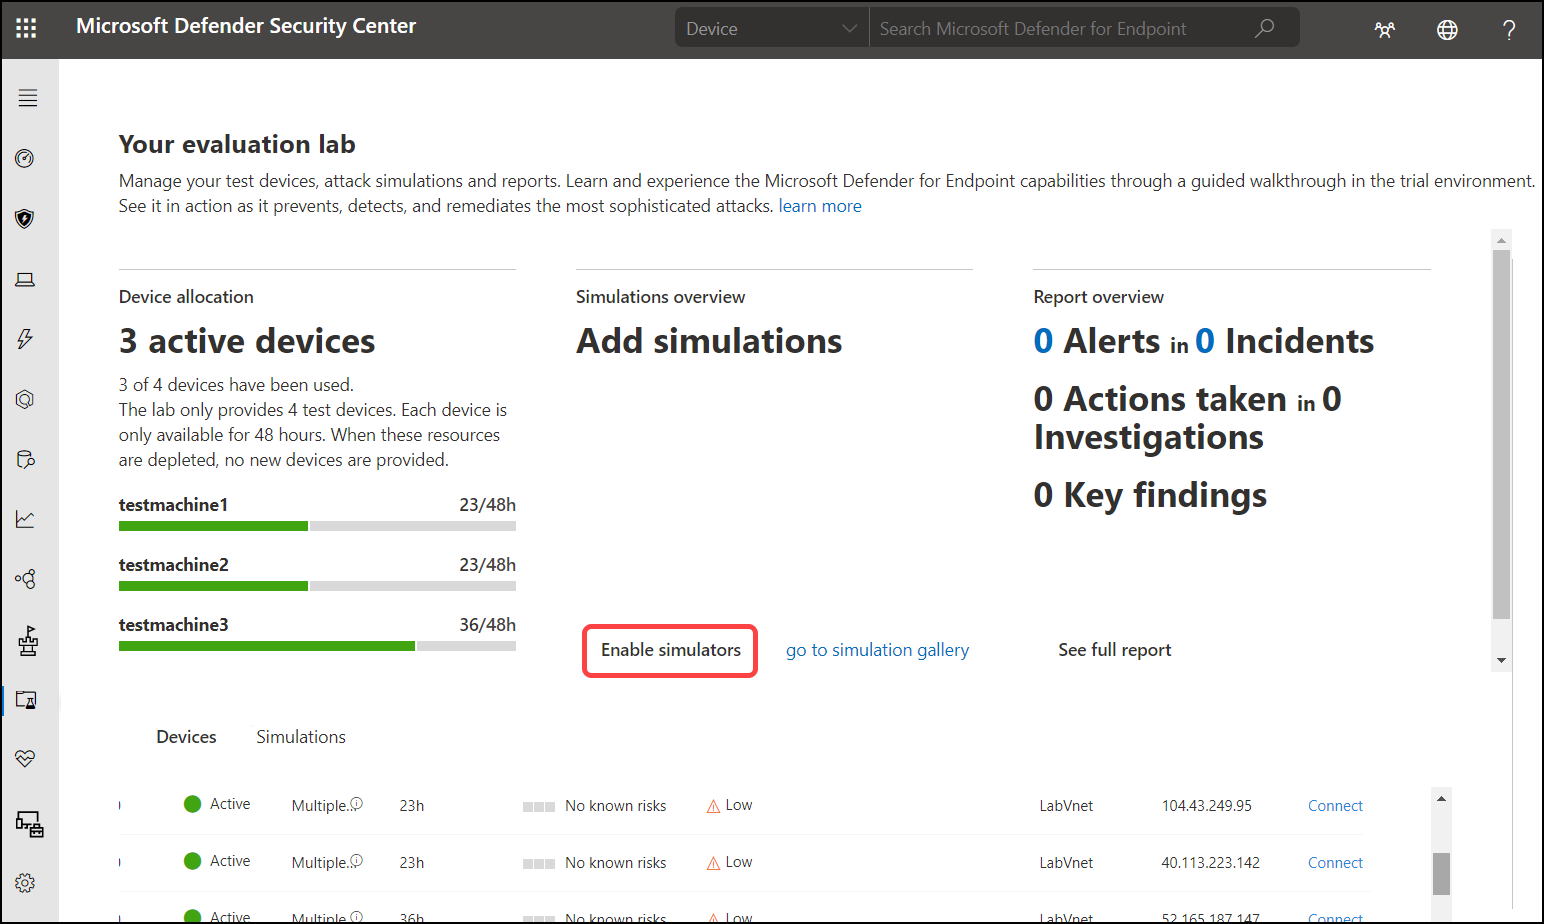 Microsoft Defender Security Center
Device
Search Microsoft Defender for Endpoint
?
Your evaluation lab
Manage your test devices, attack simulations and reports. Learn and experience the Microsoft Defender for Endpoint capabilities through a guided walkthrough in the trial environment.
See it in action as it prevents, detects, and remediates the most sophisticated attacks. learn more
Device allocation
3 active devices
3 of 4 devices have been used.
The lab only provides 4 test devices. Each device is
only available for 48 hours. When these resources
are depleted, no new devices are provided.
testmachine1 23/48h
testmachine2 23/48h
testmachine3 36/48h
Simulations overview
Add simulations
Enable simulators go to simulation gallery
Report overview
0 Alerts in 0 Incidents
0 Actions taken in 0
Investigations
0 Key findings
See full report
Devices Simulations
Active Multiple.. 23h No known risks Low LabVnet 104.43.249.95 Connect
Active Multiple.. 23h No known risks Low LabVnet 40.113.223.142 Connect
Active Multiple.. 36h No known risks Low LabVnet 52.165.187.147 Connect